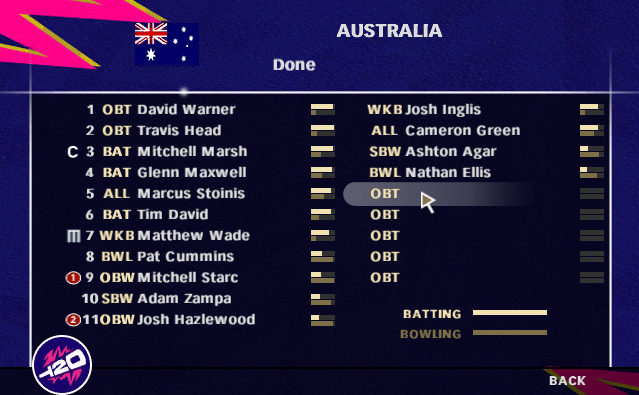 AUSTRALIA
Done
1 OBT David Warner
2 OBT Travis Head
C 3 BAT Mitchell Marsh
4 BAT Glenn Maxwell
5 ALL Marcus Stoinis
6 BAT Tim David
7 WKB Matthew Wade
8 BWL Pat Cummins
1 9 OBW Mitchell Starc
10 SBW Adam Zampa
2 11 OBW Josh Hazlewood
WKB Josh Inglis
ALL Cameron Green
SBW Ashton Agar
BWL Nathan Ellis
OBT
OBT
OBT
OBT
OBT
BATTING
BOWLING
T20
BACK